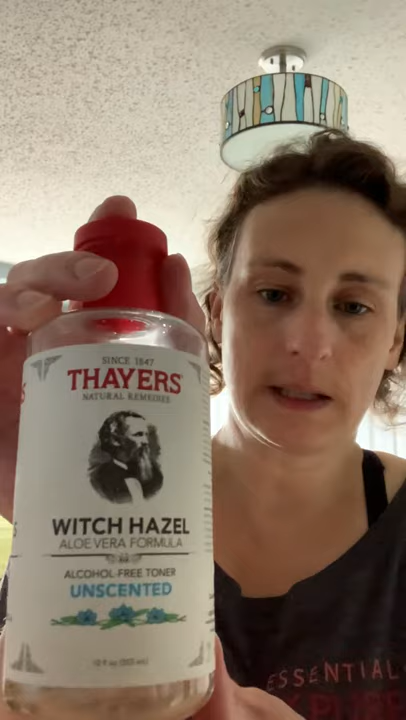 SINCE 1847
THAYERS
NATURAL REMEDIES
WITCH HAZEL
ALOE VERA FORMULA
ALCOHOL-FREE TONER
UNSCENTED
ESSENTIAL